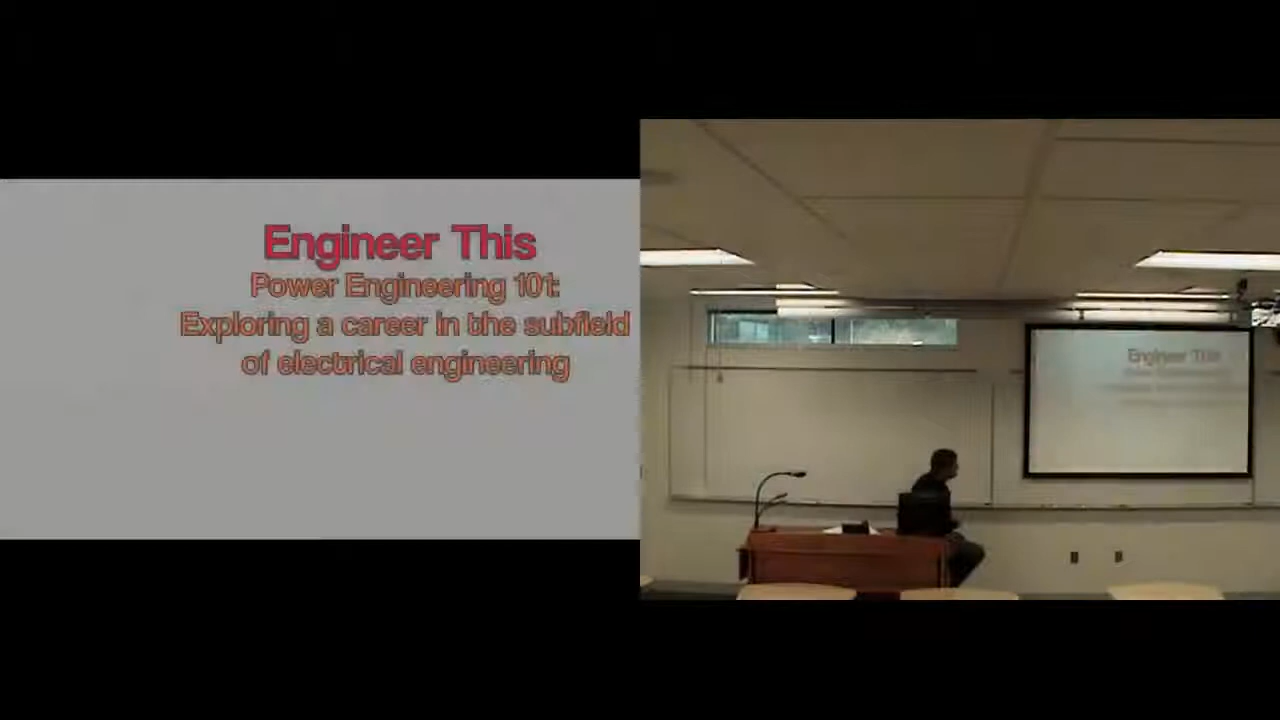 Engineer This
Power Engineering 101:
Exploring a career in the subfield
of electrical engineering
Engineer This